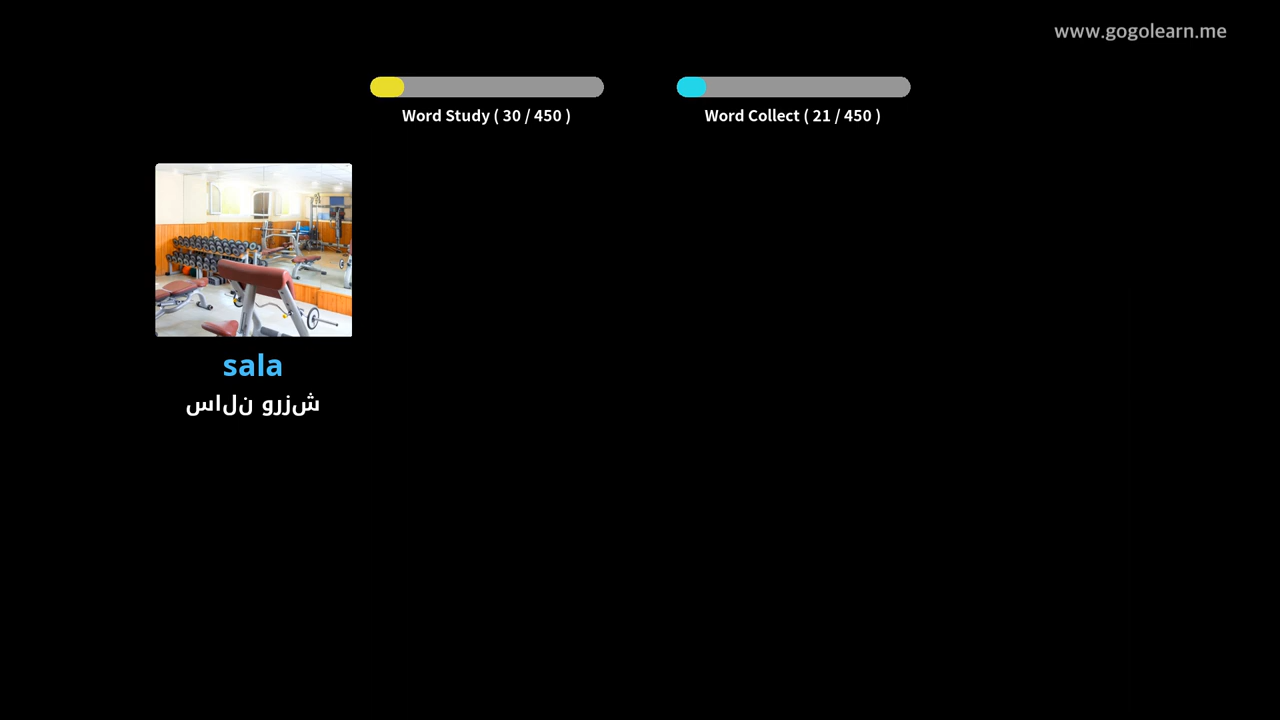 www.gogolearn.me
Word Study ( 30 / 450 )
Word Collect ( 21 / 450 )
sala
سالن ورزش